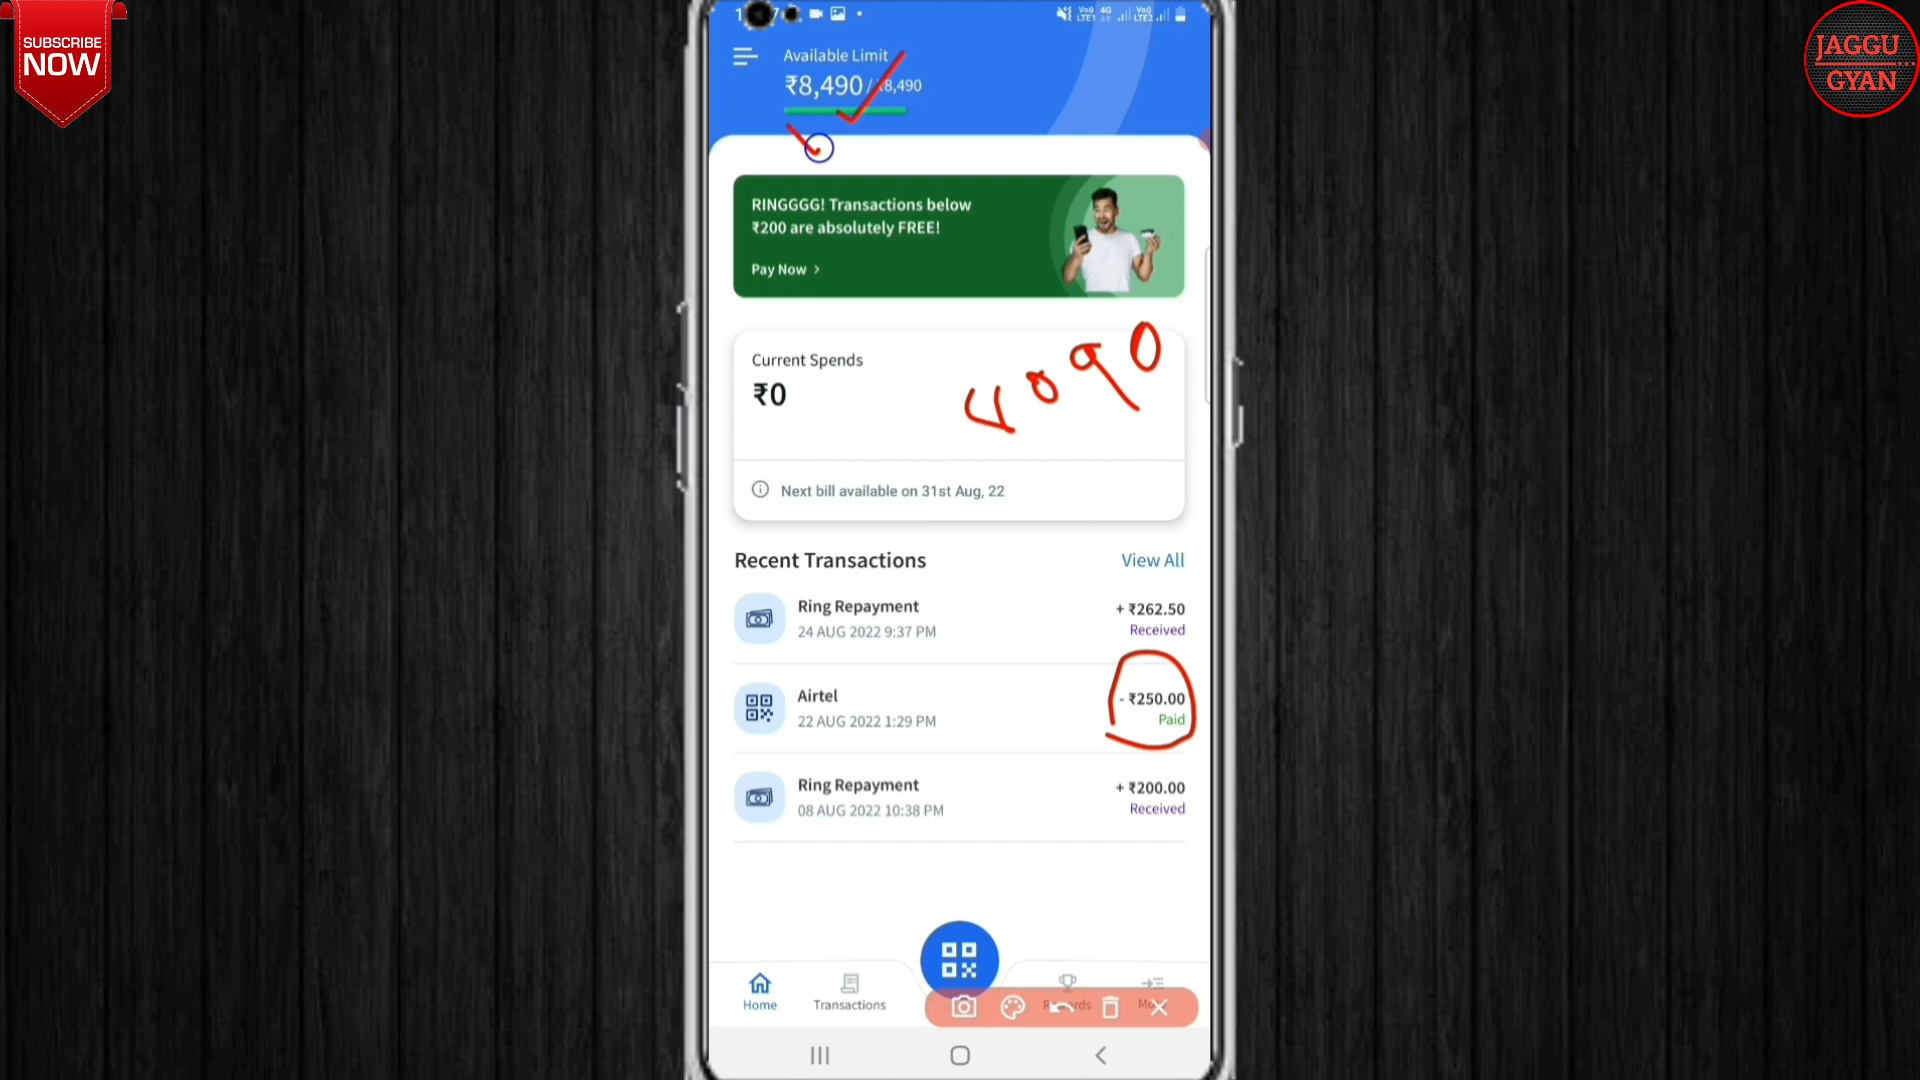 SUBSCRIBE
NOW
JAGGU
GYAN
Available Limit
₹8,490 / ₹8,490
RINGGGG! Transactions below
₹200 are absolutely FREE!
Pay Now
Current Spends
₹0
Next bill available on 31st Aug, 22
Recent Transactions View All
Ring Repayment + ₹262.50
24 AUG 2022 9:37 PM Received
Airtel - ₹250.00
22 AUG 2022 1:29 PM Paid
Ring Repayment + ₹200.00
08 AUG 2022 10:38 PM Received
Home Transactions Rewards More